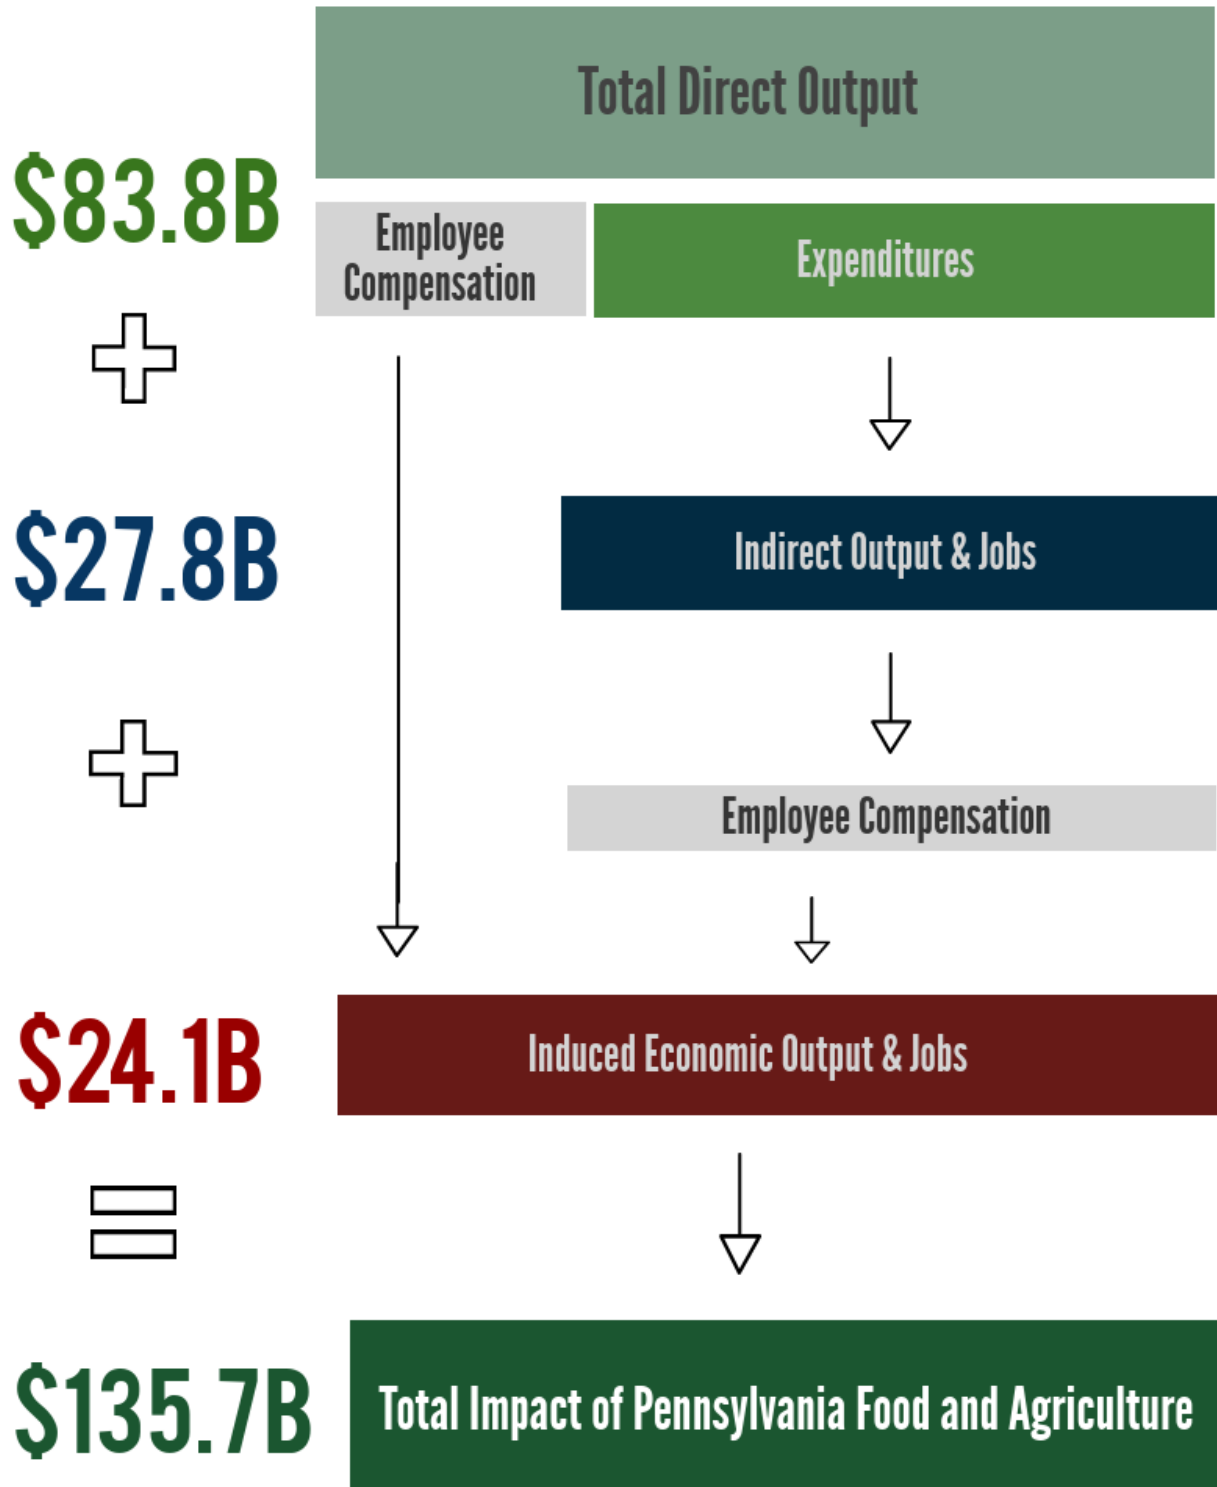 Total Direct Output
$83.8B
Employee
Compensation
Expenditures
$27.8B
Indirect Output & Jobs
Employee Compensation
$24.1B
Induced Economic Output & Jobs
$135.7B
Total Impact of Pennsylvania Food and Agriculture